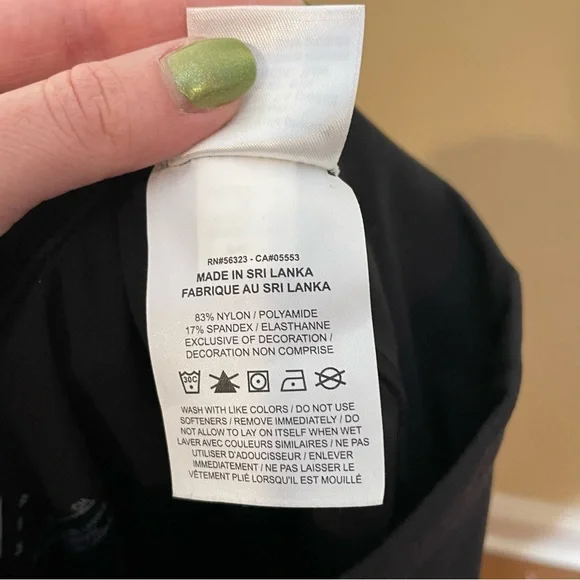 RN#56323 - CA#05553
MADE IN SRI LANKA
FABRIQUE AU SRI LANKA
83% NYLON / POLYAMIDE
17% SPANDEX / ELASTHANNE
EXCLUSIVE OF DECORATION /
DECORATION NON COMPRISE
30C
WASH WITH LIKE COLORS / DO NOT USE
SOFTENERS / REMOVE IMMEDIATELY / DO
NOT ALLOW TO LAY ON ITSELF WHEN WET
LAVER AVEC COULEURS SIMILAIRES / NE PAS
UTILISER D'ADOUCISSEUR / ENLEVER
IMMEDIATEMENT / NE PAS LAISSER LE
VÊTEMENT PLIÉ LORSQU'IL EST MOUILLÉ